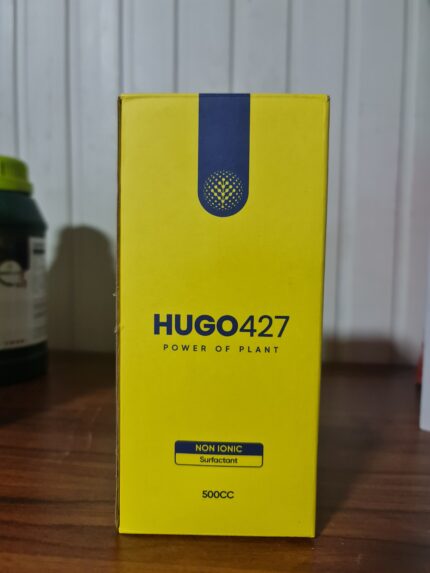 HUGO427
POWER OF PLANT
NON IONIC
Surfactant
500CC